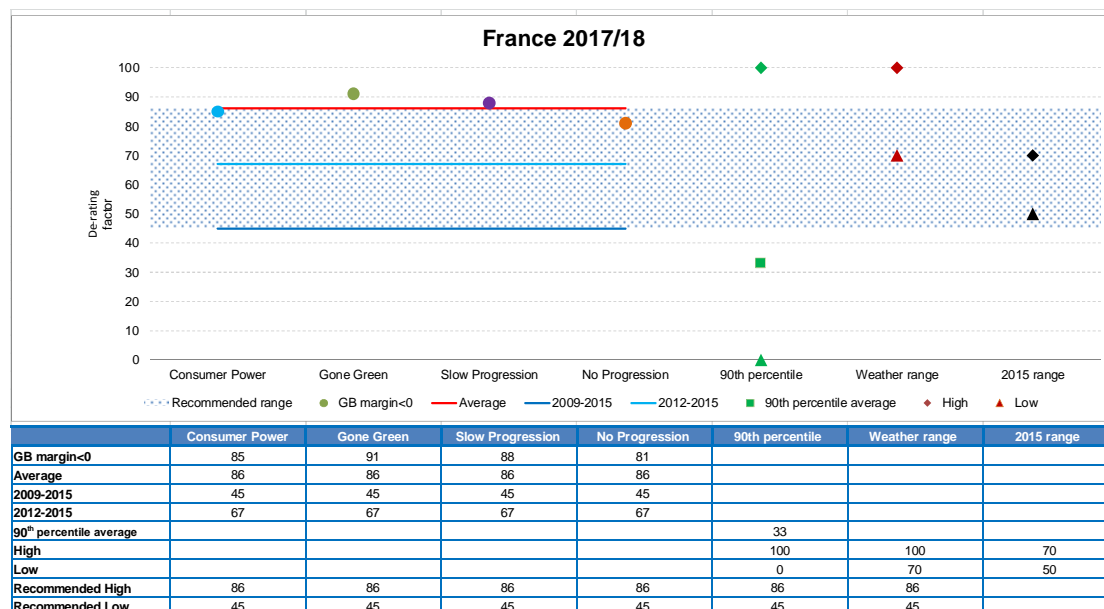 France 2017/18
100
90
80
70
60
50
40
30
20
10
0
De-rating
factor
Consumer Power Gone Green Slow Progression No Progression 90th percentile Weather range 2015 range
Recommended range GB margin<0 Average 2009-2015 2012-2015 90th percentile average High Low
Consumer Power Gone Green Slow Progression No Progression 90th percentile Weather range 2015 range
GB margin<0 85 91 88 81
Average 86 86 86 86
2009-2015 45 45 45 45
2012-2015 67 67 67 67
90th percentile average 33
High 100 100 70
Low 0 70 50
Recommended High 86 86 86 86 86 86
Recommended Low 45 45 45 45 45 45